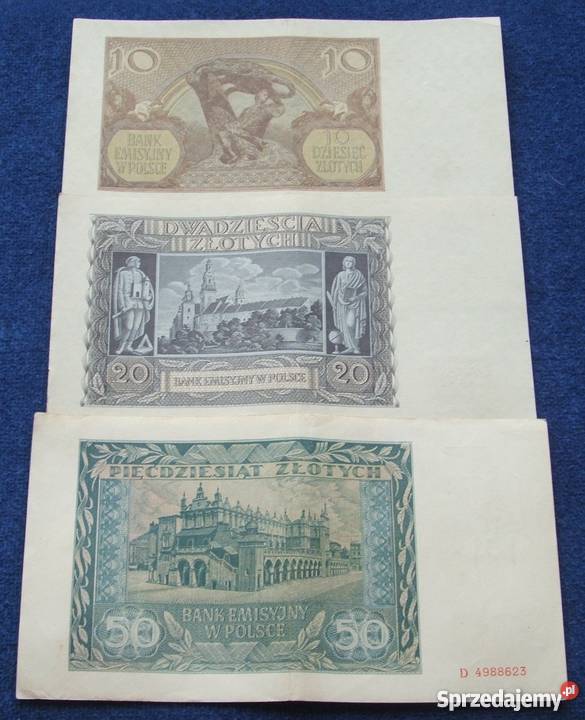 10
10
BANK
EMISYJNY
W POLSCE
10
DZIESIĘĆ
ZŁOTYCH
DWADZIEŚCIA
ZŁOTYCH
20
BANK EMISYJNY W POLSCE
20
PIĘĆDZIESIĄT ZŁOTYCH
50
BANK EMISYJNY
W POLSCE
50
D 4988623
Sprzedajemy.pl